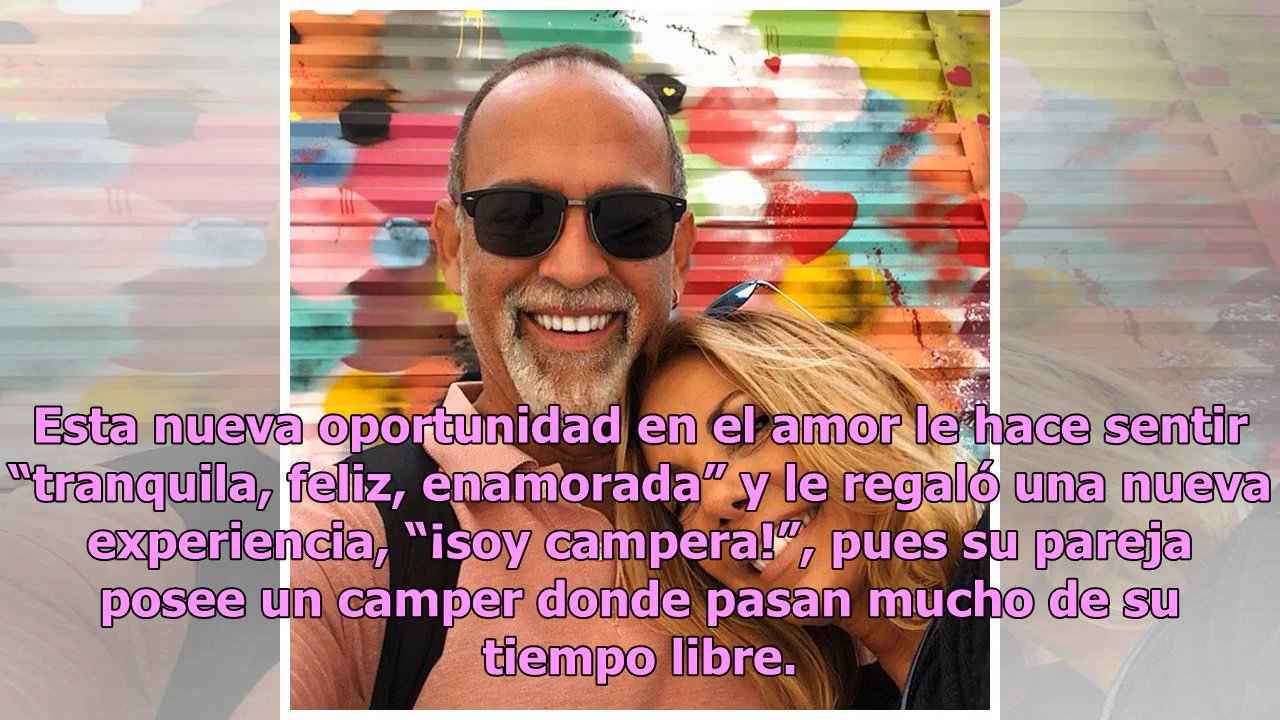 Esta nueva oportunidad en el amor le hace sentir
“tranquila, feliz, enamorada” y le regaló una nueva
experiencia, “¡soy campera!”, pues su pareja
posee un camper donde pasan mucho de su
tiempo libre.